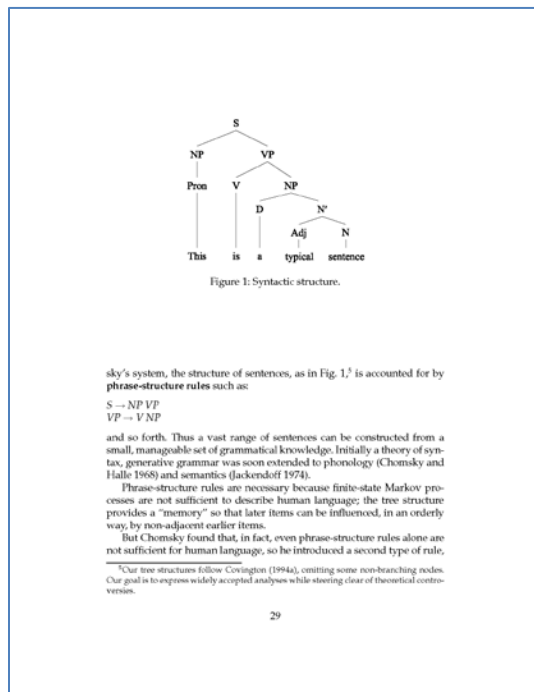 S
NP VP
Pron V NP
D N'
Adj N
This is a typical sentence
Figure 1: Syntactic structure.
sky's system, the structure of sentences, as in Fig. 1,⁵ is accounted for by
phrase-structure rules such as:
S → NP VP
VP → V NP
and so forth. Thus a vast range of sentences can be constructed from a
small, manageable set of grammatical knowledge. Initially a theory of syn-
tax, generative grammar was soon extended to phonology (Chomsky and
Halle 1968) and semantics (Jackendoff 1974).
Phrase-structure rules are necessary because finite-state Markov pro-
cesses are not sufficient to describe human language; the tree structure
provides a "memory" so that later items can be influenced, in an orderly
way, by non-adjacent earlier items.
But Chomsky found that, in fact, even phrase-structure rules alone are
not sufficient for human language, so he introduced a second type of rule,
⁵Our tree structures follow Covington (1994a), omitting some non-branching nodes.
Our goal is to express widely accepted analyses while steering clear of theoretical contro-
versies.
29